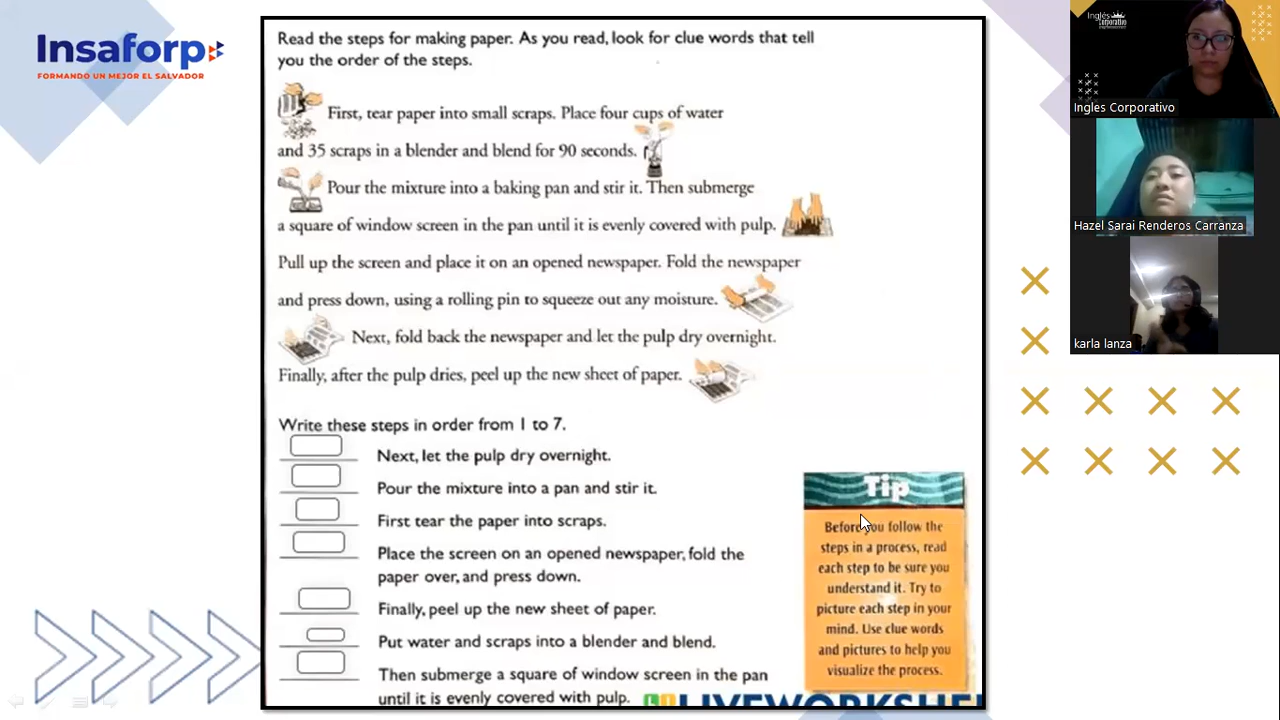 Insaforp
FORMANDO UN MEJOR EL SALVADOR
Read the steps for making paper. As you read, look for clue words that tell
you the order of the steps.
First, tear paper into small scraps. Place four cups of water
and 35 scraps in a blender and blend for 90 seconds.
Pour the mixture into a baking pan and stir it. Then submerge
a square of window screen in the pan until it is evenly covered with pulp.
Pull up the screen and place it on an opened newspaper. Fold the newspaper
and press down, using a rolling pin to squeeze out any moisture.
Next, fold back the newspaper and let the pulp dry overnight.
Finally, after the pulp dries, peel up the new sheet of paper.
Write these steps in order from 1 to 7.
Next, let the pulp dry overnight.
Pour the mixture into a pan and stir it.
First tear the paper into scraps.
Place the screen on an opened newspaper, fold the
paper over, and press down.
Finally, peel up the new sheet of paper.
Put water and scraps into a blender and blend.
Then submerge a square of window screen in the pan
until it is evenly covered with pulp.
Tip
Before you follow the
steps in a process, read
each step to be sure you
understand it. Try to
picture each step in your
mind. Use clue words
and pictures to help you
visualize the process.
LIVEWORKSHE
Inglés
Corporativo
Ingles Corporativo
Hazel Sarai Renderos Carranza
karla lanza